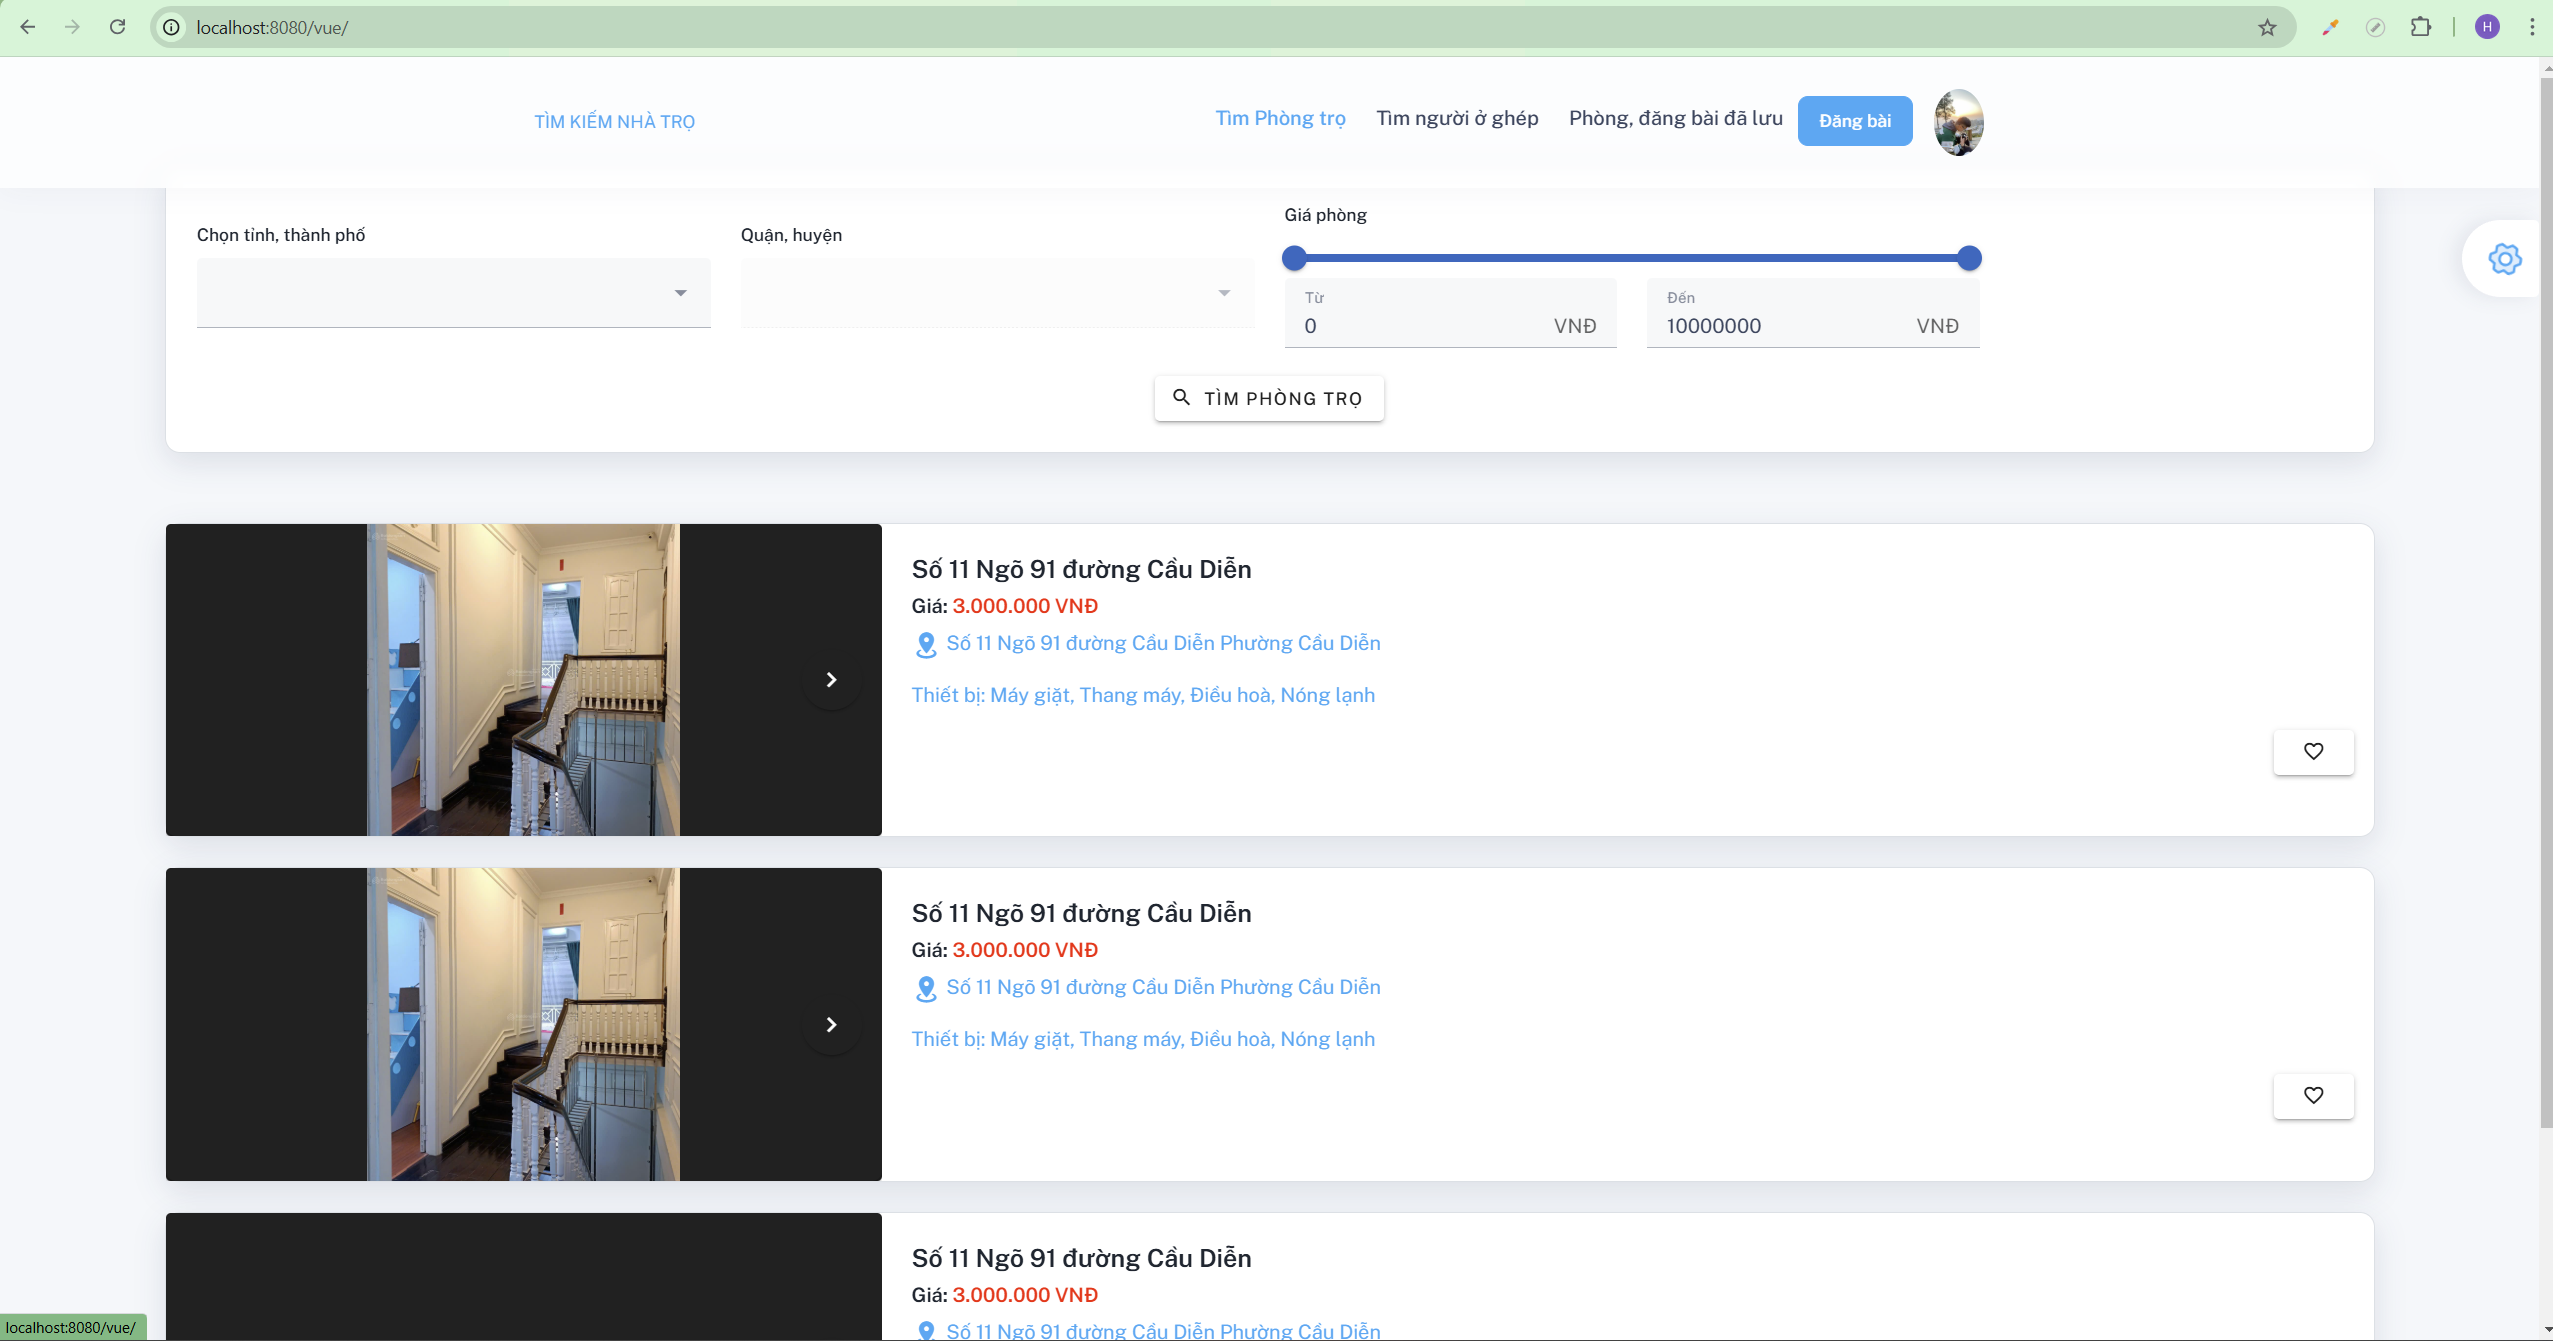 localhost:8080/vue/
H
TÌM KIẾM NHÀ TRỌ
Tìm Phòng trọ
Tìm người ở ghép
Phòng, đăng bài đã lưu
Đăng bài
Chọn tỉnh, thành phố
Quận, huyện
Giá phòng
Từ
0 VNĐ
Đến
10000000 VNĐ
TÌM PHÒNG TRỌ
Số 11 Ngõ 91 đường Cầu Diễn
Giá: 3.000.000 VNĐ
Số 11 Ngõ 91 đường Cầu Diễn Phường Cầu Diễn
Thiết bị: Máy giặt, Thang máy, Điều hoà, Nóng lạnh
Số 11 Ngõ 91 đường Cầu Diễn
Giá: 3.000.000 VNĐ
Số 11 Ngõ 91 đường Cầu Diễn Phường Cầu Diễn
Thiết bị: Máy giặt, Thang máy, Điều hoà, Nóng lạnh
Số 11 Ngõ 91 đường Cầu Diễn
Giá: 3.000.000 VNĐ
Số 11 Ngõ 91 đường Cầu Diễn Phường Cầu Diễn
localhost:8080/vue/